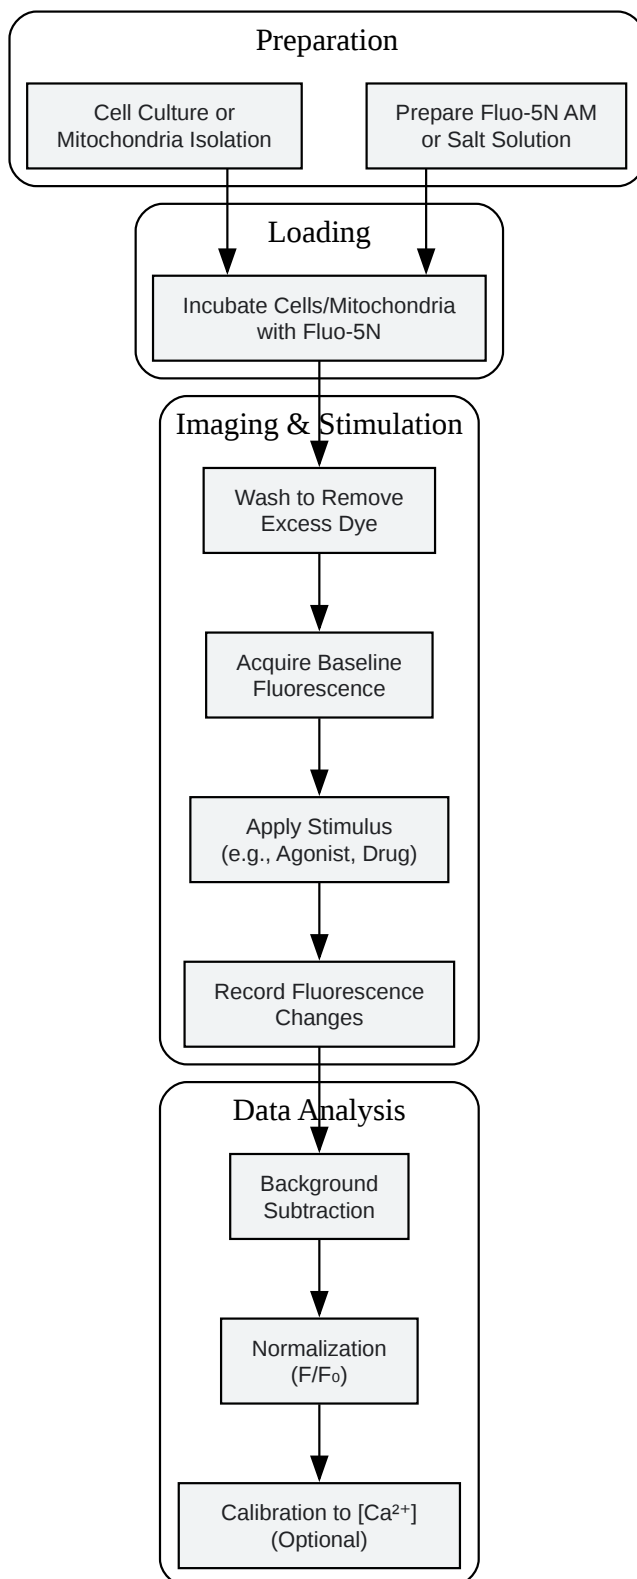 Preparation
Cell Culture or
Mitochondria Isolation
Prepare Fluo-5N AM
or Salt Solution
Loading
Incubate Cells/Mitochondria
with Fluo-5N
Imaging & Stimulation
Wash to Remove
Excess Dye
Acquire Baseline
Fluorescence
Apply Stimulus
(e.g., Agonist, Drug)
Record Fluorescence
Changes
Data Analysis
Background
Subtraction
Normalization
(F/F₀)
Calibration to [Ca²⁺]
(Optional)